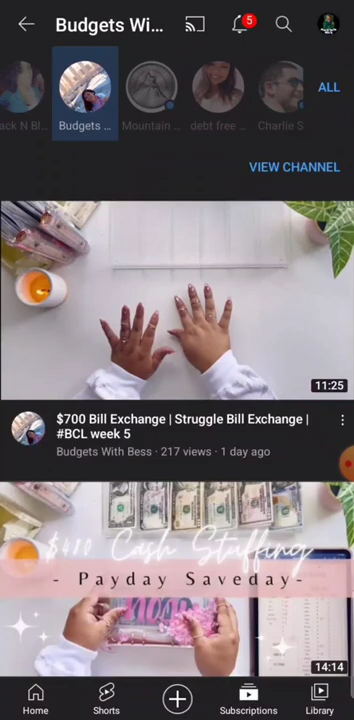 Budgets Wi...
5
ack N Bl...
Budgets ...
Mountain ...
debt free ...
Charlie S
ALL
VIEW CHANNEL
11:25
$700 Bill Exchange | Struggle Bill Exchange |
#BCL week 5
Budgets With Bess · 217 views · 1 day ago
$410 Cash Stuffing
- Payday Saveday-
14:14
Home
Shorts
Subscriptions
Library